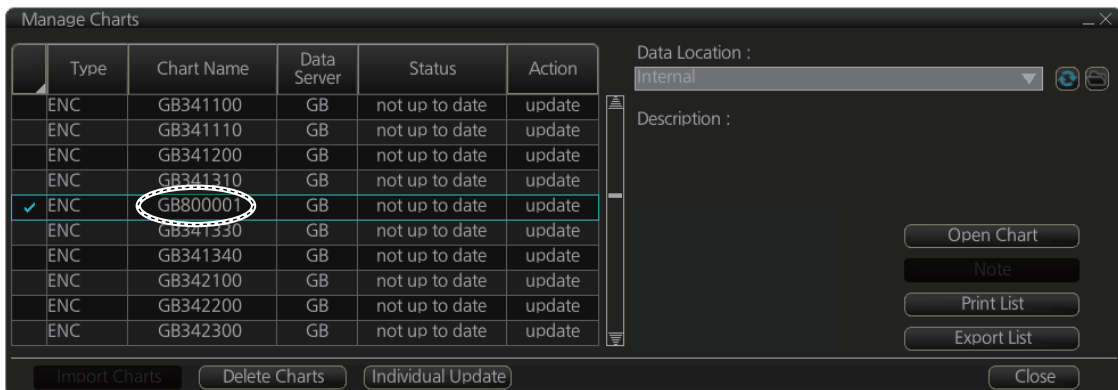 Manage Charts
Type Chart Name Data Server Status Action
ENC GB341100 GB not up to date update
ENC GB341110 GB not up to date update
ENC GB341200 GB not up to date update
ENC GB341310 GB not up to date update
ENC GB800001 GB not up to date update
ENC GB341330 GB not up to date update
ENC GB341340 GB not up to date update
ENC GB342100 GB not up to date update
ENC GB342200 GB not up to date update
ENC GB342300 GB not up to date update
Data Location :
Internal
Description :
Open Chart
Note
Print List
Export List
Import Charts Delete Charts Individual Update Close